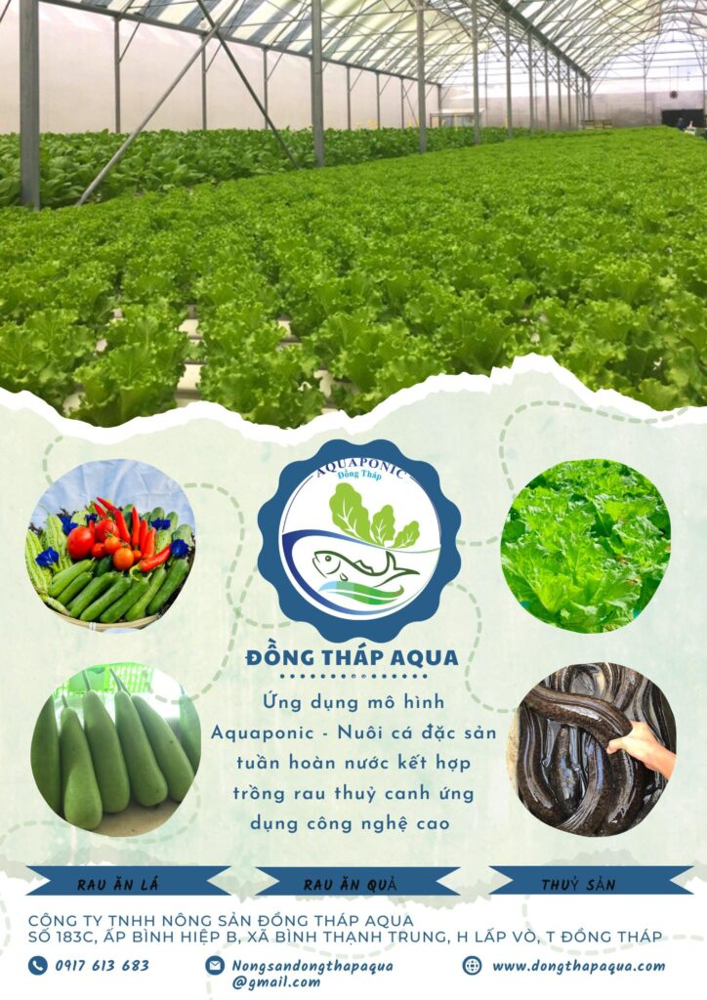 AQUAPONIC
Đồng Tháp
ĐỒNG THÁP AQUA
Ứng dụng mô hình
Aquaponic - Nuôi cá đặc sản
tuần hoàn nước kết hợp
trồng rau thuỷ canh ứng
dụng công nghệ cao
RAU ĂN LÁ
RAU ĂN QUẢ
THUỶ SẢN
CÔNG TY TNHH NÔNG SẢN ĐỒNG THÁP AQUA
SỐ 183C, ẤP BÌNH HIỆP B, XÃ BÌNH THẠNH TRUNG, H LẤP VÒ, T ĐỒNG THÁP
0917 613 683
Nongsandongthapaqua
@gmail.com
www.dongthapaqua.com